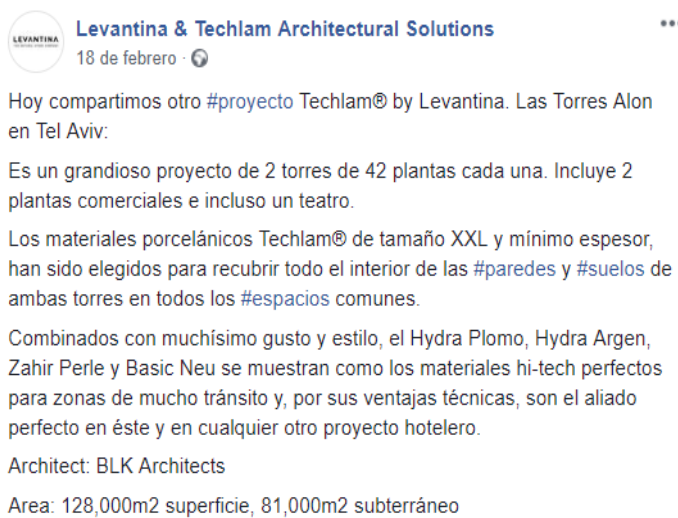 LEVANTINA
Levantina & Techlam Architectural Solutions
18 de febrero ·
Hoy compartimos otro #proyecto Techlam® by Levantina. Las Torres Alon
en Tel Aviv:
Es un grandioso proyecto de 2 torres de 42 plantas cada una. Incluye 2
plantas comerciales e incluso un teatro.
Los materiales porcelánicos Techlam® de tamaño XXL y mínimo espesor,
han sido elegidos para recubrir todo el interior de las #paredes y #suelos de
ambas torres en todos los #espacios comunes.
Combinados con muchísimo gusto y estilo, el Hydra Plomo, Hydra Argen,
Zahir Perle y Basic Neu se muestran como los materiales hi-tech perfectos
para zonas de mucho tránsito y, por sus ventajas técnicas, son el aliado
perfecto en éste y en cualquier otro proyecto hotelero.
Architect: BLK Architects
Area: 128,000m2 superficie, 81,000m2 subterráneo